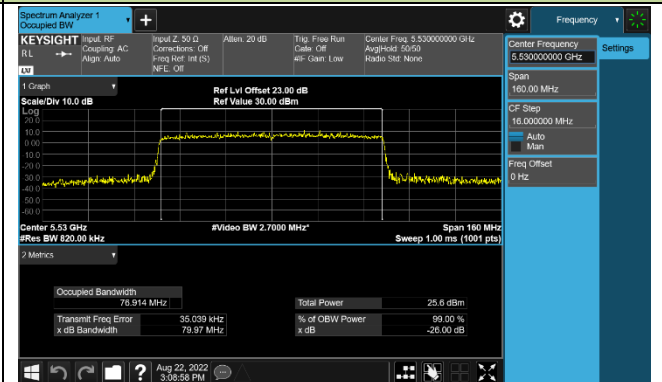 Spectrum Analyzer 1
Occupied BW
Frequency
KEYSIGHT Input: RF Input Z: 50 Ω Atten: 20 dB Trig: Free Run Center Freq: 5.530000000 GHz
RL Coupling: AC Corrections: Off Gate: Off Avg|Hold: 50/50
Align: Auto Freq Ref: Int (S) #IF Gain: Low Radio Std: None
LXI NFE: Off
Center Frequency
5.530000000 GHz
Settings
Span
160.00 MHz
CF Step
16.000000 MHz
Auto
Man
Freq Offset
0 Hz
1 Graph
Ref Lvl Offset 23.00 dB
Scale/Div 10.0 dB Ref Value 30.00 dBm
Log
20.0
10.0
0.00
-10.0
-20.0
-30.0
-40.0
-50.0
-60.0
Center 5.53 GHz #Video BW 2.7000 MHz* Span 160 MHz
#Res BW 820.00 kHz Sweep 1.00 ms (1001 pts)
2 Metrics
Occupied Bandwidth
76.914 MHz Total Power 25.6 dBm
Transmit Freq Error 35.039 kHz % of OBW Power 99.00 %
x dB Bandwidth 79.97 MHz x dB -26.00 dB
?
Aug 22, 2022
3:08:58 PM